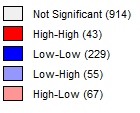 Not Significant (914)
High-High (43)
Low-Low (229)
Low-High (55)
High-Low (67)